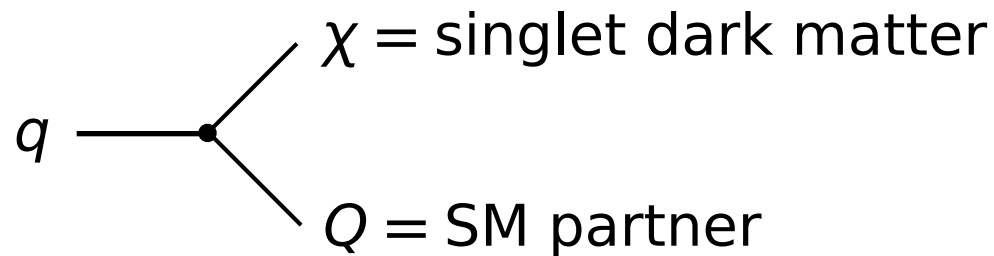 χ = singlet dark matter
q
Q = SM partner